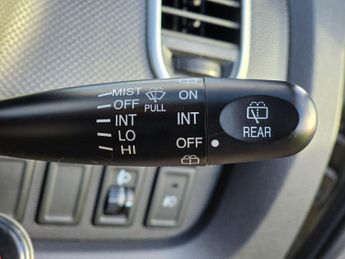 MIST
OFF
PULL
INT
LO
HI
ON
INT
OFF
REAR